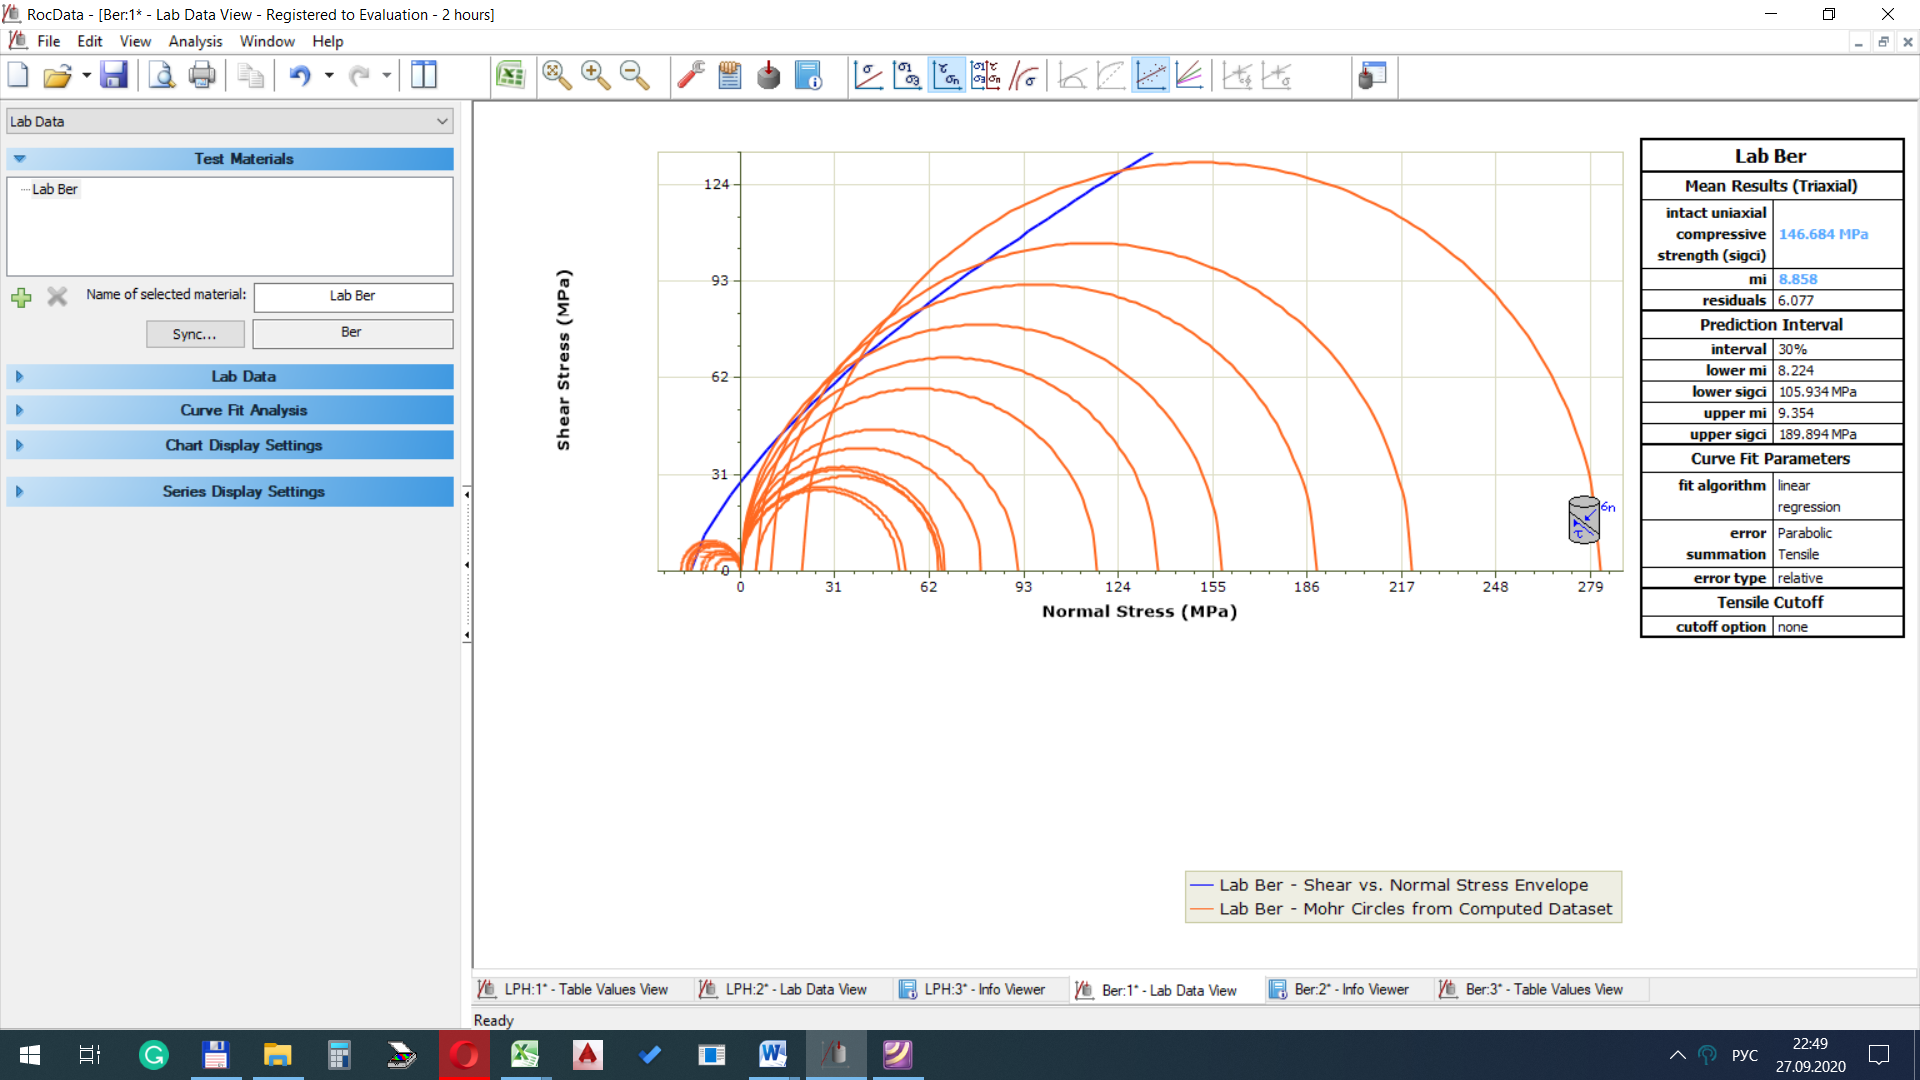 RocData - [Ber:1* - Lab Data View - Registered to Evaluation - 2 hours]
File Edit View Analysis Window Help
Lab Data
Test Materials
Lab Ber
Name of selected material: Lab Ber
Sync... Ber
Lab Data
Curve Fit Analysis
Chart Display Settings
Series Display Settings
Shear Stress (MPa)
124
93
62
31
0
0 31 62 93 124 155 186 217 248 279
Normal Stress (MPa)
σn
τ
Lab Ber
Mean Results (Triaxial)
intact uniaxial
compressive 146.684 MPa
strength (sigci)
mi 8.858
residuals 6.077
Prediction Interval
interval 30%
lower mi 8.224
lower sigci 105.934 MPa
upper mi 9.354
upper sigci 189.894 MPa
Curve Fit Parameters
fit algorithm linear
regression
error Parabolic
summation Tensile
error type relative
Tensile Cutoff
cutoff option none
Lab Ber - Shear vs. Normal Stress Envelope
Lab Ber - Mohr Circles from Computed Dataset
LPH:1* - Table Values View LPH:2* - Lab Data View LPH:3* - Info Viewer Ber:1* - Lab Data View Ber:2* - Info Viewer Ber:3* - Table Values View
Ready
РУС
22:49
27.09.2020